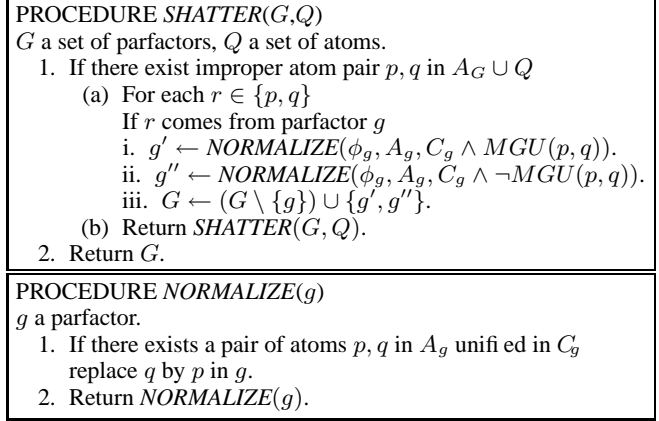 PROCEDURE SHATTER(G,Q)
G a set of parfactors, Q a set of atoms.
1. If there exist improper atom pair p, q in A_G ∪ Q
(a) For each r ∈ {p, q}
If r comes from parfactor g
i. g′ ← NORMALIZE(ϕ_g, A_g, C_g ∧ MGU(p, q)).
ii. g′′ ← NORMALIZE(ϕ_g, A_g, C_g ∧ ¬MGU(p, q)).
iii. G ← (G \ {g}) ∪ {g′, g′′}.
(b) Return SHATTER(G, Q).
2. Return G.
PROCEDURE NORMALIZE(g)
g a parfactor.
1. If there exists a pair of atoms p, q in A_g unified in C_g
replace q by p in g.
2. Return NORMALIZE(g).